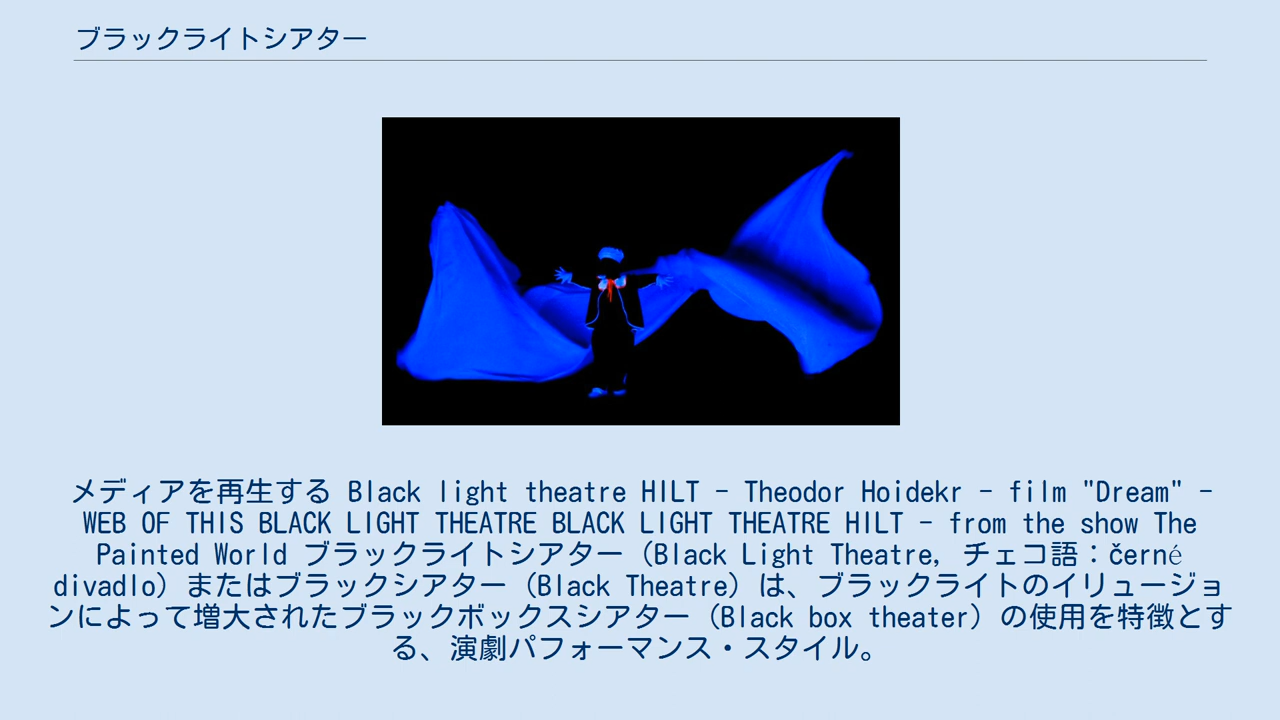 ブラックライトシアター
メディアを再生する Black light theatre HILT - Theodor Hoidekr - film "Dream" -
WEB OF THIS BLACK LIGHT THEATRE BLACK LIGHT THEATRE HILT - from the show The
Painted World ブラックライトシアター（Black Light Theatre, チェコ語：černé
divadlo）またはブラックシアター（Black Theatre）は、ブラックライトのイリュージョ
ンによって増大されたブラックボックスシアター（Black box theater）の使用を特徴とす
る、演劇パフォーマンス・スタイル。